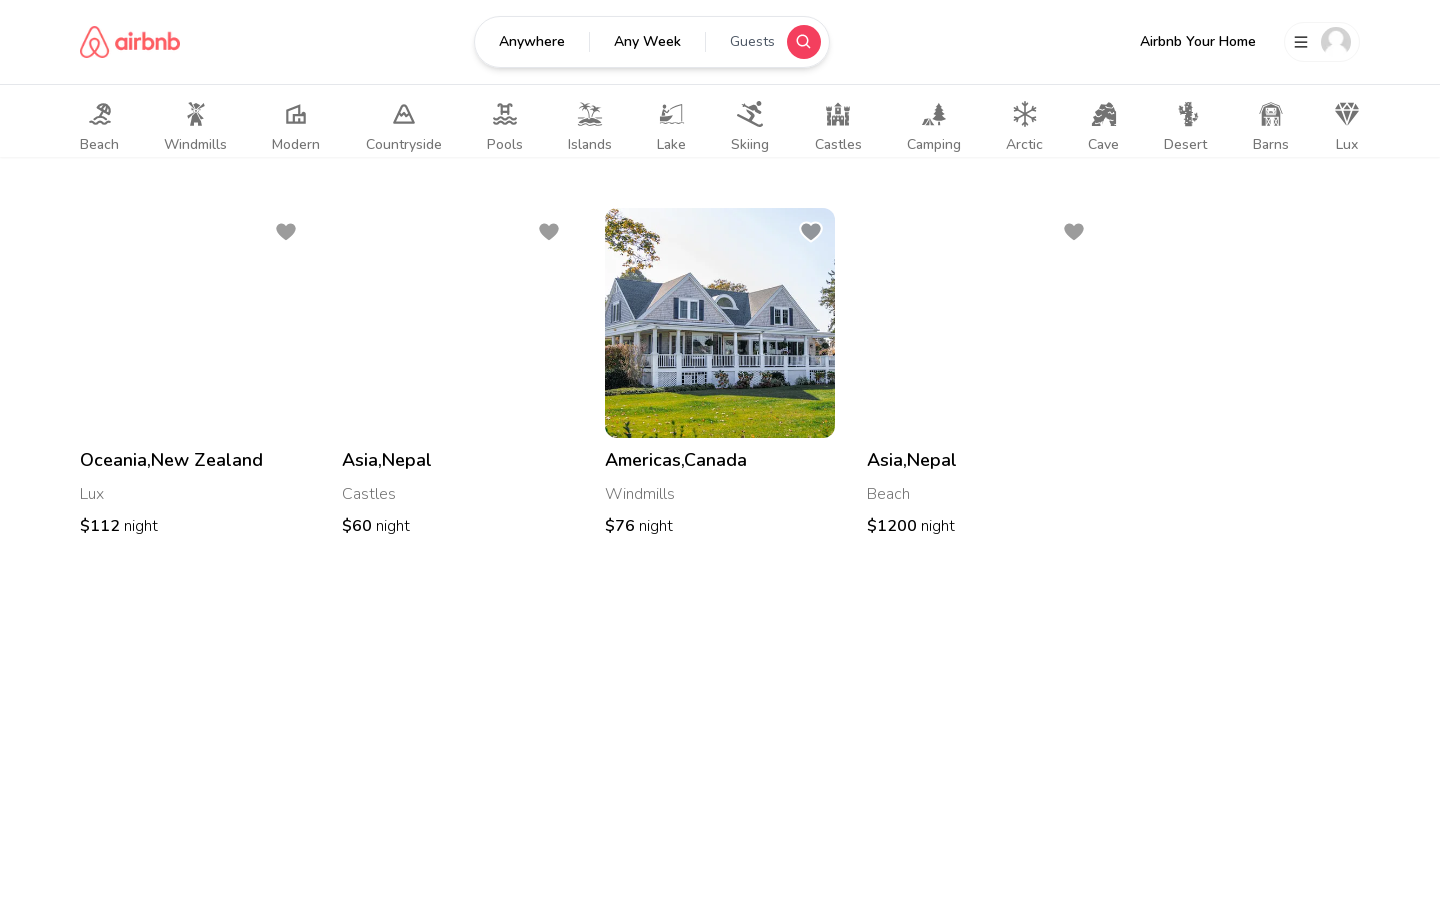 airbnb
Anywhere
Any Week
Guests
Airbnb Your Home
Beach
Windmills
Modern
Countryside
Pools
Islands
Lake
Skiing
Castles
Camping
Arctic
Cave
Desert
Barns
Lux
Oceania,New Zealand
Lux
$112 night
Asia,Nepal
Castles
$60 night
Americas,Canada
Windmills
$76 night
Asia,Nepal
Beach
$1200 night